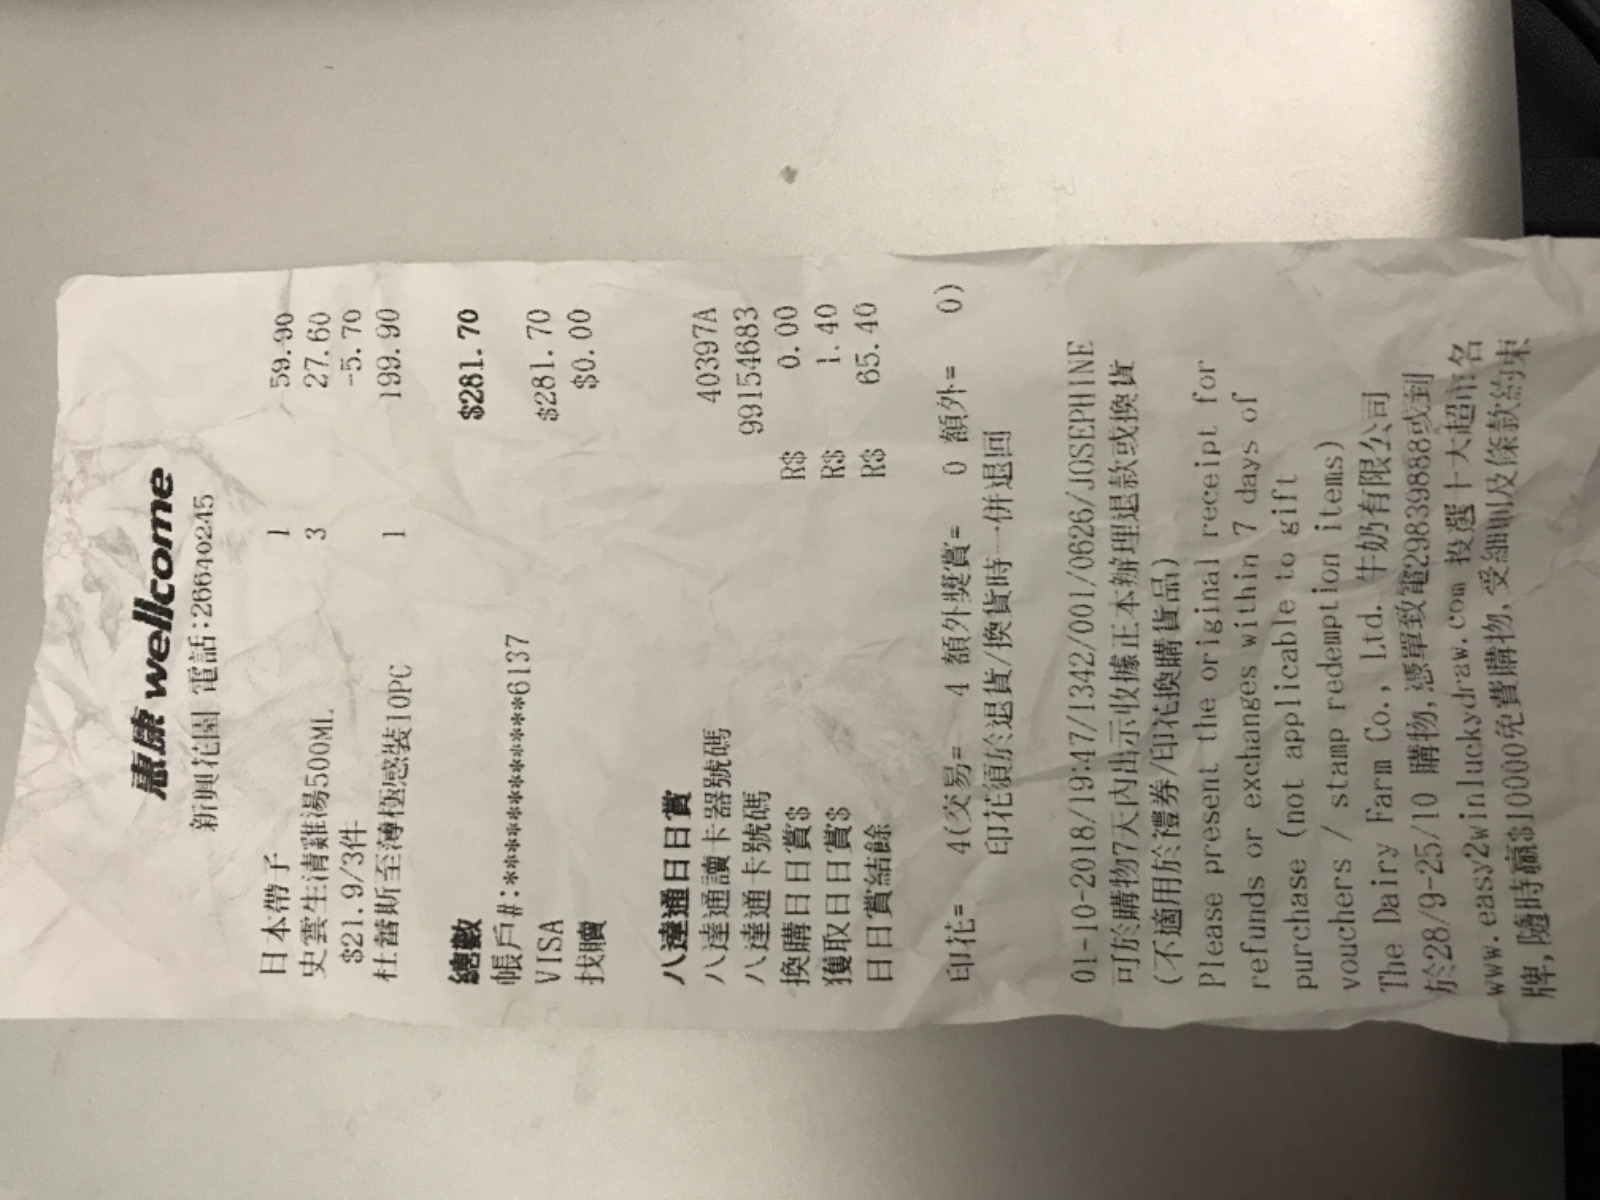 惠康 wellcome
新興花園 電話:26640245
日本帶子 1 59.90
史雲生清雞湯500ML 3 27.60
$21.9/3件 -5.70
杜蕾斯至薄極感裝10PC 1 199.90
總數 $281.70
帳戶#:************6137
VISA $281.70
找贖 $0.00
八達通日日賞
八達通讀卡器號碼 40397A
八達通卡號碼 99154683
換購日日賞$ R$ 0.00
獲取日日賞$ R$ 1.40
日日賞結餘 R$ 65.40
印花= 4(交易= 4 額外獎賞= 0 額外= 0)
印花須於退貨/換貨時一併退回
01-10-2018/19:47/1342/001/0626/JOSEPHINE
可於購物7天內出示收據正本辦理退款或換貨
(不適用於禮券/印花換購貨品)
Please present the original receipt for
refunds or exchanges within 7 days of
purchase (not applicable to gift
vouchers / stamp redemption items)
The Dairy Farm Co., Ltd. 牛奶有限公司
於28/9-25/10 購物,憑單致電29839888或到
www.easy2winluckydraw.com 投選十大超市名
牌,隨時贏$10000免費購物,受細則及條款約束